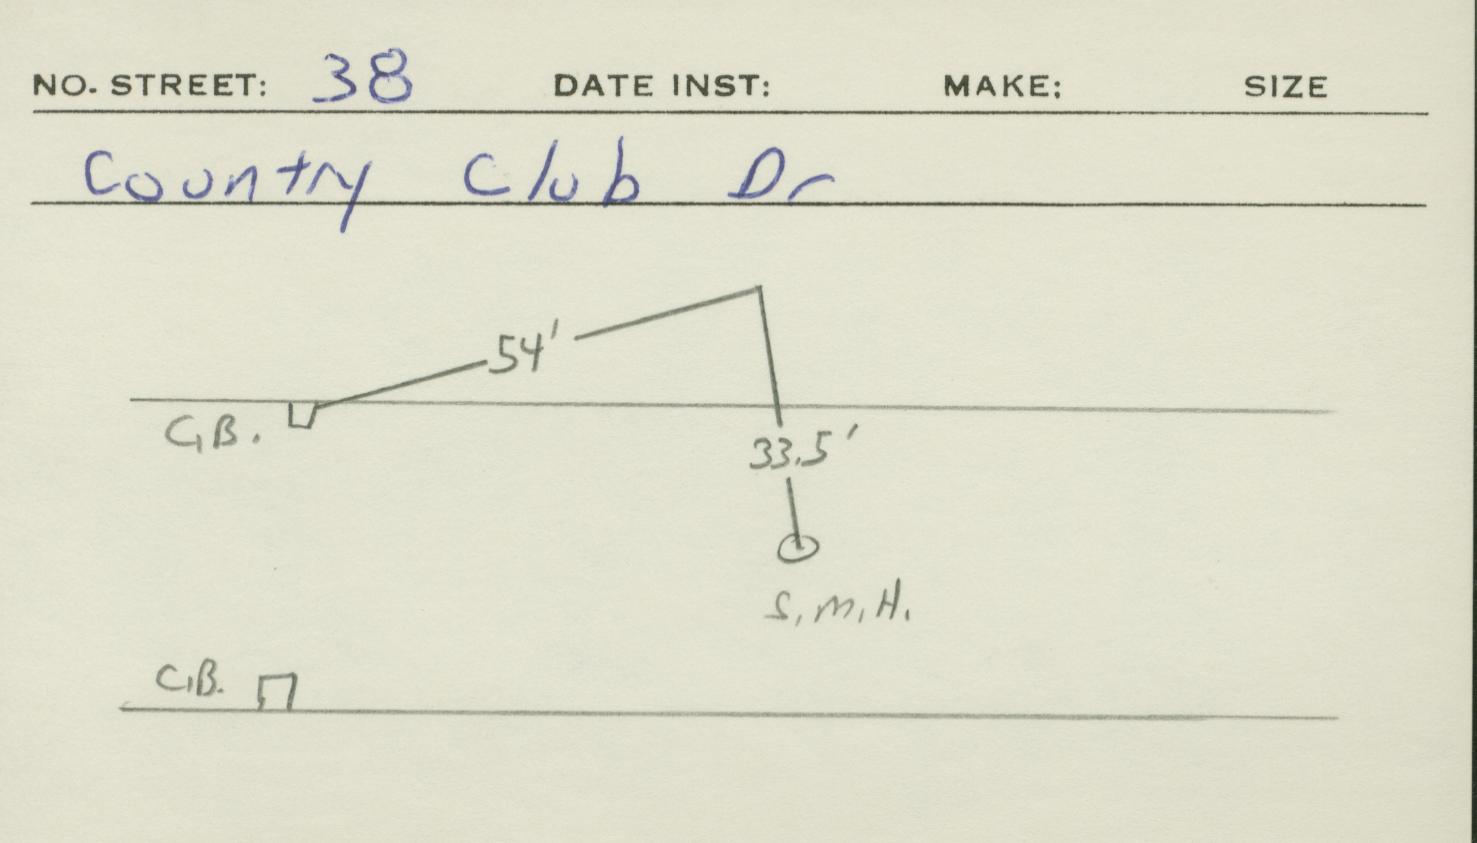 NO. STREET: 38 DATE INST: MAKE: SIZE
Country Club Dr
54'
C.B.
33.5'
S.M.H.
C.B.